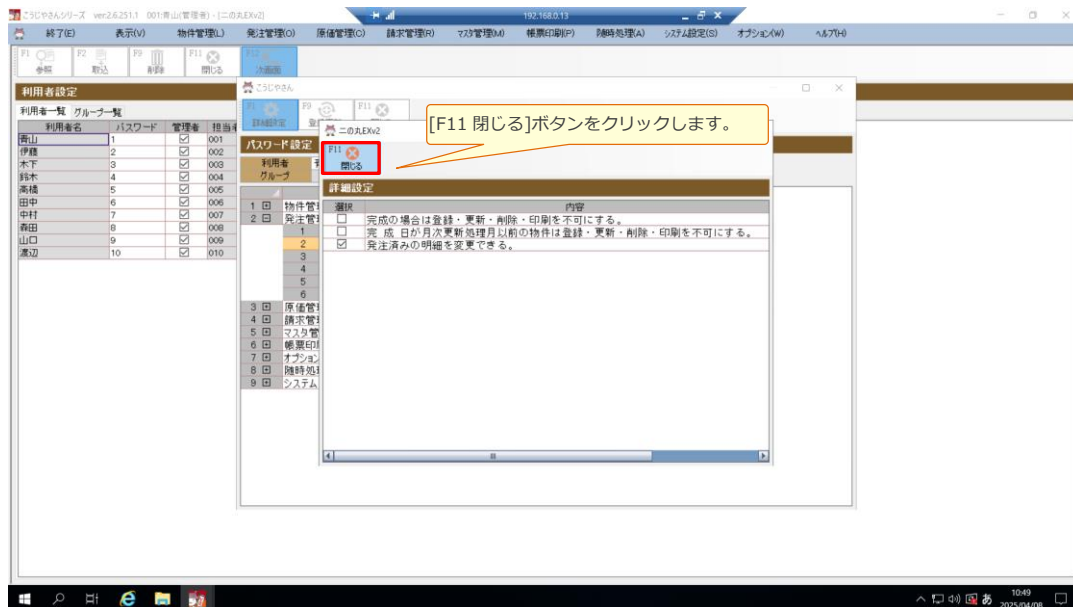 こうじやさんシリーズ ver.2.6.251.1 001:青山(管理者) - [二の丸EXv2]
192.168.0.13
終了(E) 表示(V) 物件管理(L) 発注管理(O) 原価管理(C) 請求管理(R) マスタ管理(M) 帳票印刷(P) 随時処理(A) システム設定(S) オプション(W) ヘルプ(H)
F1 参照 F2 取込 F9 削除 F11 閉じる F12 次画面
利用者設定
利用者一覧 グループ一覧
利用者名 パスワード 管理者 担当
青山 1 001
伊藤 2 002
木下 3 003
鈴木 4 004
高橋 5 005
田中 6 006
中村 7 007
春田 8 008
山口 9 009
渡辺 10 010
こうじやさん
F1 詳細設定 F9 F11
パスワード設定
利用者
グループ
1 物件管
2 発注管
1
2
3
4
5
6
3 原価管
4 請求管
5 マスタ管
6 帳票印
7 オプション
8 随時処
9 システム
二の丸EXv2
F11 閉じる
[F11 閉じる]ボタンをクリックします。
詳細設定
選択 内容
完成の場合は登録・更新・削除・印刷を不可にする。
完 成 日が月次更新処理月以前の物件は登録・更新・削除・印刷を不可にする。
発注済みの明細を変更できる。
あ 10:49
2025/04/08